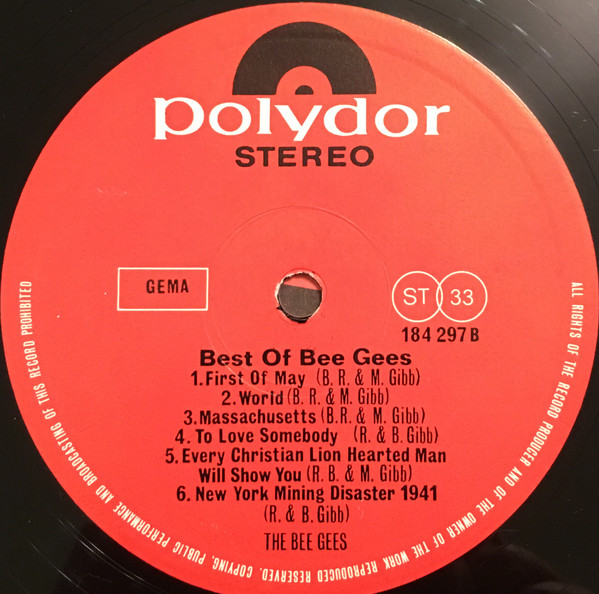 polydor
STEREO
GEMA
ST 33
184 297 B
Best Of Bee Gees
1. First Of May (B. R. & M. Gibb)
2. World (B. R. & M. Gibb)
3. Massachusetts (B.R. & M. Gibb)
4. To Love Somebody (R. & B. Gibb)
5. Every Christian Lion Hearted Man
Will Show You (R. B. & M. Gibb)
6. New York Mining Disaster 1941
(R. & B. Gibb)
THE BEE GEES
ALL RIGHTS OF THE RECORD PRODUCER AND OF THE OWNER OF THE WORK REPRODUCED RESERVED. COPYING, PUBLIC PERFORMANCE AND BROADCASTING OF THIS RECORD PROHIBITED